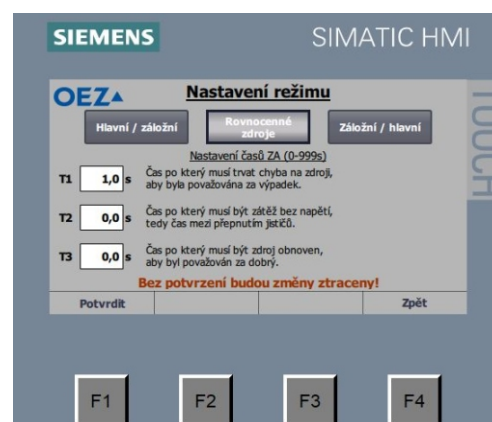 SIEMENS
SIMATIC HMI
TOUCH
OEZ
Nastavení režimu
Hlavní / záložní
Rovnocenné
zdroje
Záložní / hlavní
Nastavení časů ZA (0-999s)
T1 1,0 s
Čas po který musí trvat chyba na zdroji,
aby byla považována za výpadek.
T2 0,0 s
Čas po který musí být zátěž bez napětí,
tedy čas mezi přepnutím jističů.
T3 0,0 s
Čas po který musí být zdroj obnoven,
aby byl považován za dobrý.
Bez potvrzení budou změny ztraceny!
Potvrdit
Zpět
F1
F2
F3
F4